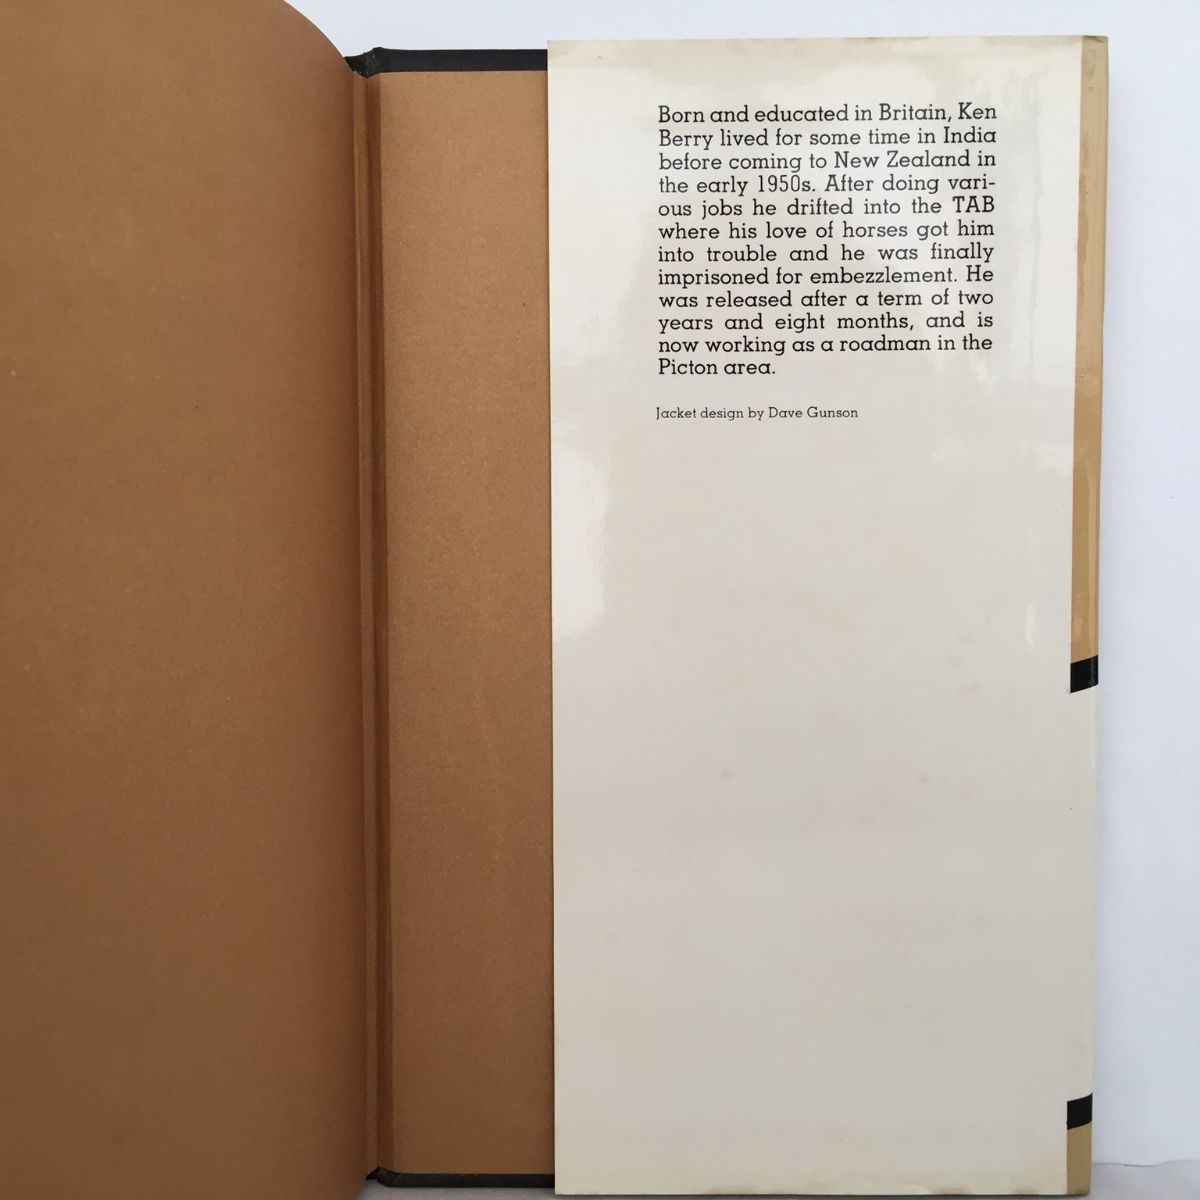 Born and educated in Britain, Ken
Berry lived for some time in India
before coming to New Zealand in
the early 1950s. After doing vari-
ous jobs he drifted into the TAB
where his love of horses got him
into trouble and he was finally
imprisoned for embezzlement. He
was released after a term of two
years and eight months, and is
now working as a roadman in the
Picton area.
Jacket design by Dave Gunson